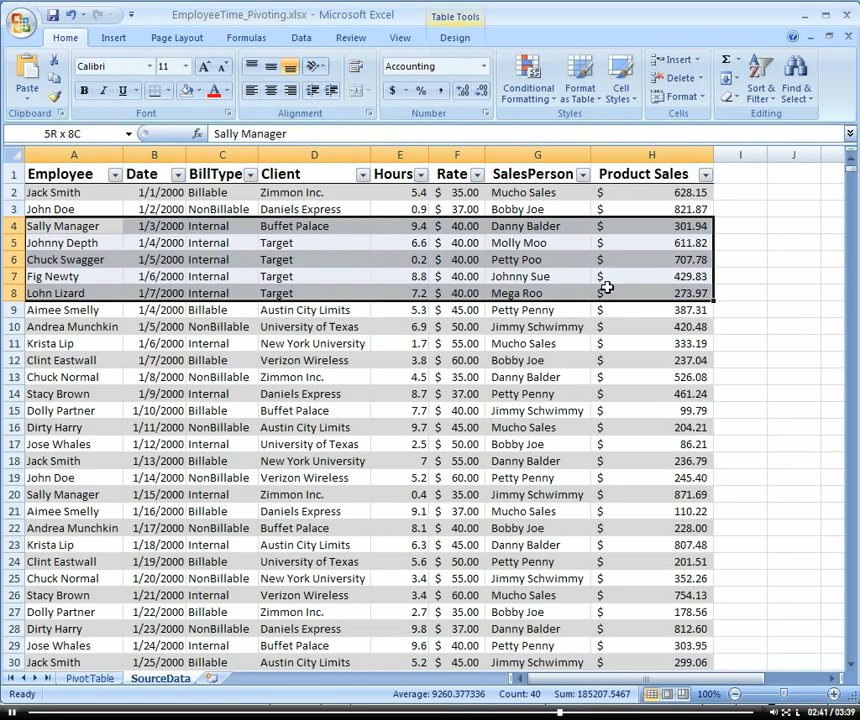 EmployeeTime_Pivoting.xlsx - Microsoft Excel
Table Tools
Home Insert Page Layout Formulas Data Review View Design
Calibri 11 Accounting Conditional Formatting Format as Table Cell Styles Insert Delete Format Sort & Filter Find & Select
Paste
Clipboard Font Alignment Number Styles Cells Editing
5R x 8C fx Sally Manager
A B C D E F G H I J
1 Employee Date BillType Client Hours Rate SalesPerson Product Sales
2 Jack Smith 1/1/2000 Billable Zimmon Inc. 5.4 $ 35.00 Mucho Sales $ 628.15
3 John Doe 1/2/2000 NonBillable Daniels Express 0.9 $ 37.00 Bobby Joe $ 821.87
4 Sally Manager 1/3/2000 Internal Buffet Palace 9.4 $ 40.00 Danny Balder $ 301.94
5 Johnny Depth 1/4/2000 Internal Target 6.6 $ 40.00 Molly Moo $ 611.82
6 Chuck Swagger 1/5/2000 Internal Target 0.2 $ 40.00 Petty Poo $ 707.78
7 Fig Newty 1/6/2000 Internal Target 8.8 $ 40.00 Johnny Sue $ 429.83
8 Lohn Lizard 1/7/2000 Internal Target 7.2 $ 40.00 Mega Roo $ 273.97
9 Aimee Smelly 1/4/2000 Billable Austin City Limits 5.3 $ 45.00 Petty Penny $ 387.31
10 Andrea Munchkin 1/5/2000 NonBillable University of Texas 6.9 $ 50.00 Jimmy Schwimmy $ 420.48
11 Krista Lip 1/6/2000 Internal New York University 1.7 $ 55.00 Mucho Sales $ 333.19
12 Clint Eastwall 1/7/2000 Billable Verizon Wireless 3.8 $ 60.00 Bobby Joe $ 237.04
13 Chuck Normal 1/8/2000 NonBillable Zimmon Inc. 4.5 $ 35.00 Danny Balder $ 526.08
14 Stacy Brown 1/9/2000 Internal Daniels Express 8.7 $ 37.00 Petty Penny $ 461.24
15 Dolly Partner 1/10/2000 Billable Buffet Palace 7.7 $ 40.00 Jimmy Schwimmy $ 99.79
16 Dirty Harry 1/11/2000 NonBillable Austin City Limits 9.7 $ 45.00 Mucho Sales $ 204.21
17 Jose Whales 1/12/2000 Internal University of Texas 2.5 $ 50.00 Bobby Joe $ 86.21
18 Jack Smith 1/13/2000 Billable New York University 7 $ 55.00 Danny Balder $ 236.79
19 John Doe 1/14/2000 NonBillable Verizon Wireless 5.2 $ 60.00 Petty Penny $ 245.40
20 Sally Manager 1/15/2000 Internal Zimmon Inc. 0.4 $ 35.00 Jimmy Schwimmy $ 871.69
21 Aimee Smelly 1/16/2000 Billable Daniels Express 9.1 $ 37.00 Mucho Sales $ 110.22
22 Andrea Munchkin 1/17/2000 NonBillable Buffet Palace 8.1 $ 40.00 Bobby Joe $ 228.00
23 Krista Lip 1/18/2000 Internal Austin City Limits 6.3 $ 45.00 Danny Balder $ 807.48
24 Clint Eastwall 1/19/2000 Billable University of Texas 5.6 $ 50.00 Petty Penny $ 201.51
25 Chuck Normal 1/20/2000 NonBillable New York University 3.4 $ 55.00 Jimmy Schwimmy $ 352.26
26 Stacy Brown 1/21/2000 Internal Verizon Wireless 3.4 $ 60.00 Mucho Sales $ 754.13
27 Dolly Partner 1/22/2000 Billable Zimmon Inc. 2.7 $ 35.00 Bobby Joe $ 178.56
28 Dirty Harry 1/23/2000 NonBillable Daniels Express 9.8 $ 37.00 Danny Balder $ 812.60
29 Jose Whales 1/24/2000 Internal Buffet Palace 9.6 $ 40.00 Petty Penny $ 303.95
30 Jack Smith 1/25/2000 Billable Austin City Limits 5.2 $ 45.00 Jimmy Schwimmy $ 299.06
PivotTable SourceData
Ready Average: 9260.377336 Count: 40 Sum: 185207.5467 100%
02:41 / 03:39